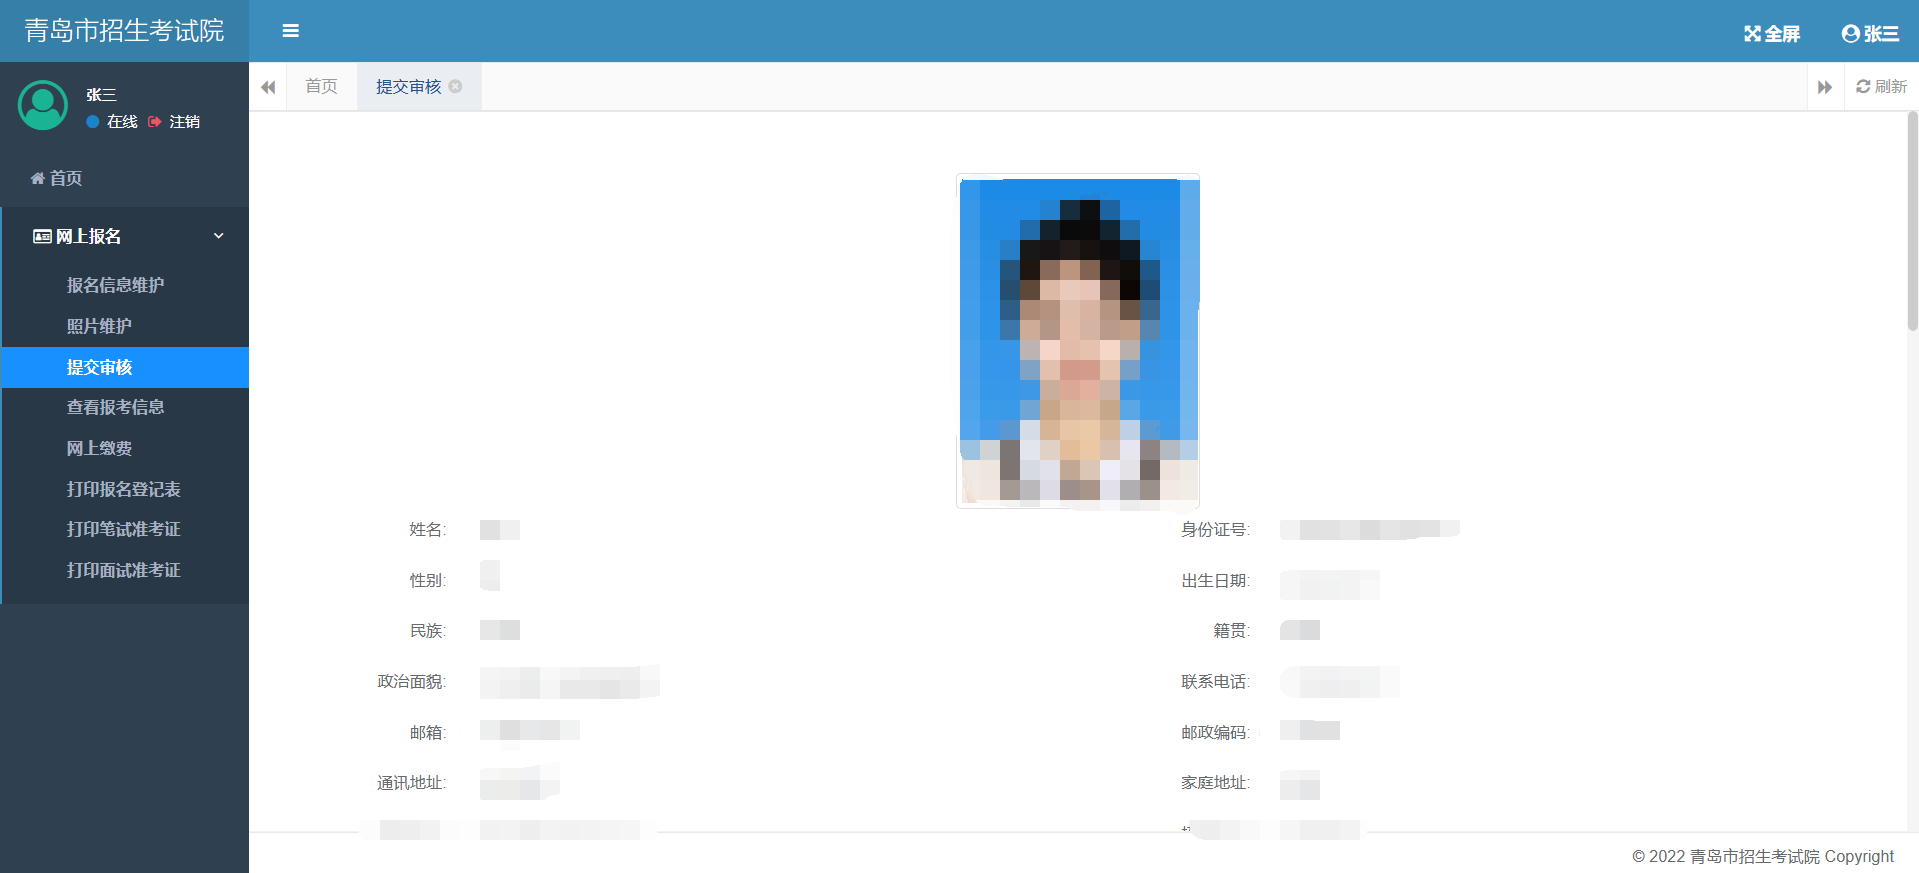 青岛市招生考试院
全屏
张三
张三
在线 注销
首页
网上报名
报名信息维护
照片维护
提交审核
查看报考信息
网上缴费
打印报名登记表
打印笔试准考证
打印面试准考证
首页
提交审核
刷新
姓名:
身份证号:
性别:
出生日期:
民族:
籍贯:
政治面貌:
联系电话:
邮箱:
邮政编码:
通讯地址:
家庭地址:
© 2022 青岛市招生考试院 Copyright